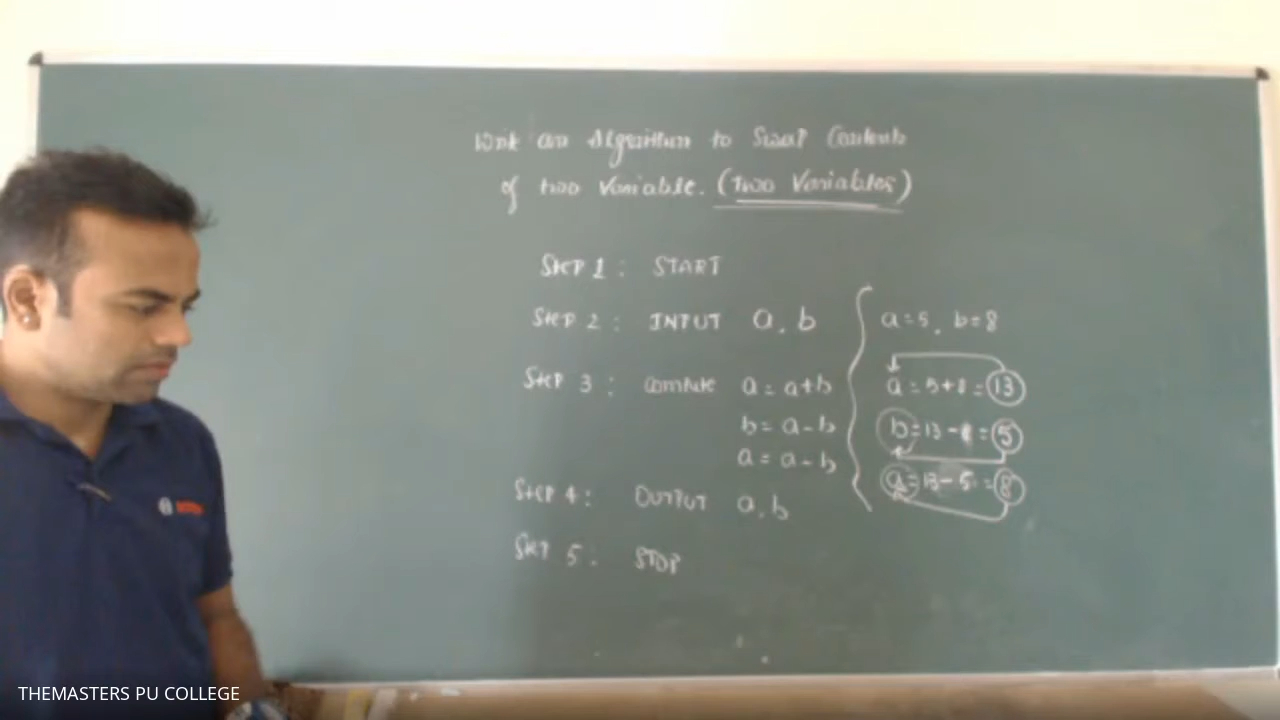 Write an Algorithm to Swap Contents
of two Variable. (Two Variables)
STEP 1 : START
STEP 2 : INPUT a, b
STEP 3 : COMPUTE a = a+b
b = a - b
a = a - b
STEP 4 : OUTPUT a, b
STEP 5 : STOP
a = 5, b = 8
a = 5+8 = 13
b = 13 - 8 = 5
a = 13 - 5 = 8
THEMASTERS PU COLLEGE